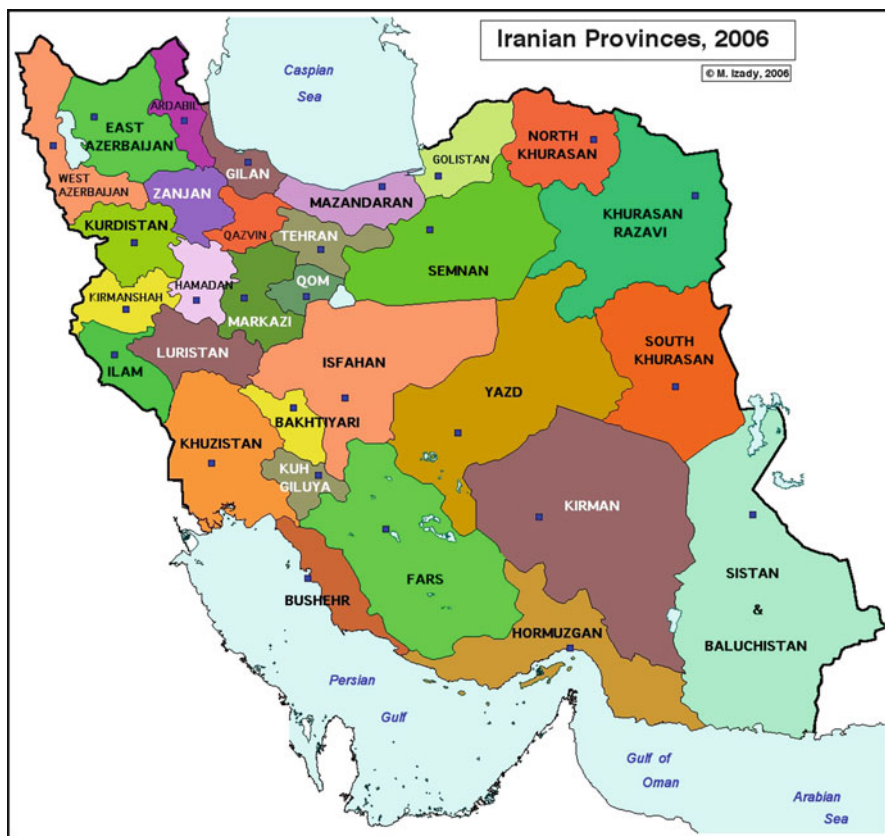 Iranian Provinces, 2006
© M. Izady, 2006
Caspian
Sea
ARDABIL
EAST
AZERBAIJAN
WEST
AZERBAIJAN
GILAN
ZANJAN
MAZANDARAN
GOLISTAN
NORTH
KHURASAN
KHURASAN
RAZAVI
KURDISTAN
QAZVIN
TEHRAN
SEMNAN
HAMADAN
QOM
KIRMANSHAH
MARKAZI
LURISTAN
ILAM
ISFAHAN
YAZD
SOUTH
KHURASAN
BAKHTIYARI
KHUZISTAN
KUH
GILUYA
KIRMAN
FARS
BUSHEHR
SISTAN
&
BALUCHISTAN
HORMUZGAN
Persian
Gulf
Gulf of
Oman
Arabian
Sea